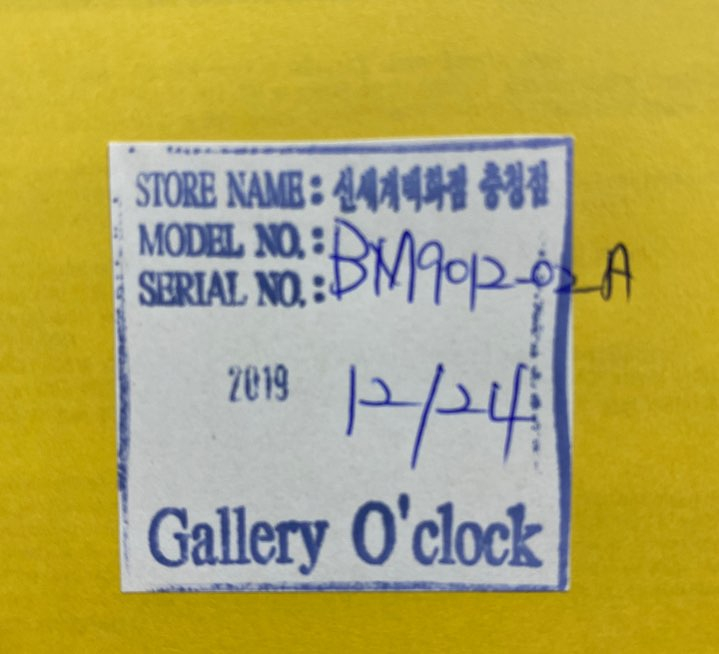 STORE NAME : 신세계백화점 충청점
MODEL NO. : BM9012-02_A
SERIAL NO. :
2019 12/24
Gallery O'clock